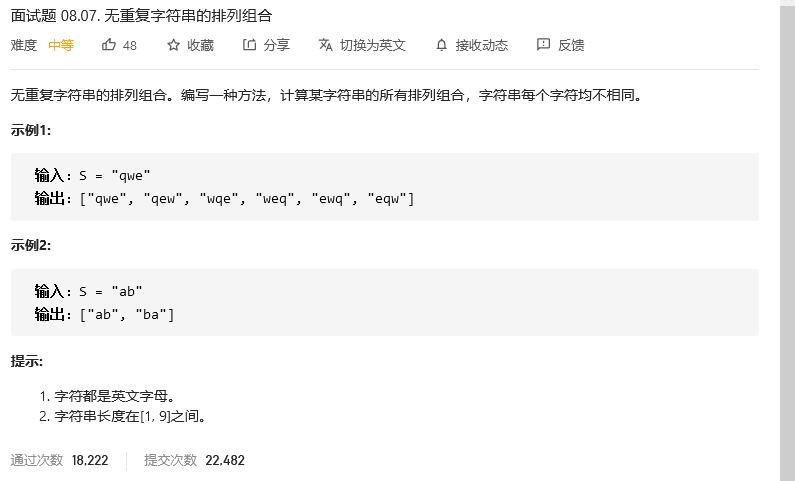 面试题 08.07. 无重复字符串的排列组合
难度 中等 48 收藏 分享 切换为英文 接收动态 反馈
无重复字符串的排列组合。编写一种方法，计算某字符串的所有排列组合，字符串每个字符均不相同。
示例1:
输入：S = "qwe"
输出：["qwe", "qew", "wqe", "weq", "ewq", "eqw"]
示例2:
输入：S = "ab"
输出：["ab", "ba"]
提示:
1. 字符都是英文字母。
2. 字符串长度在[1, 9]之间。
通过次数 18,222 提交次数 22,482